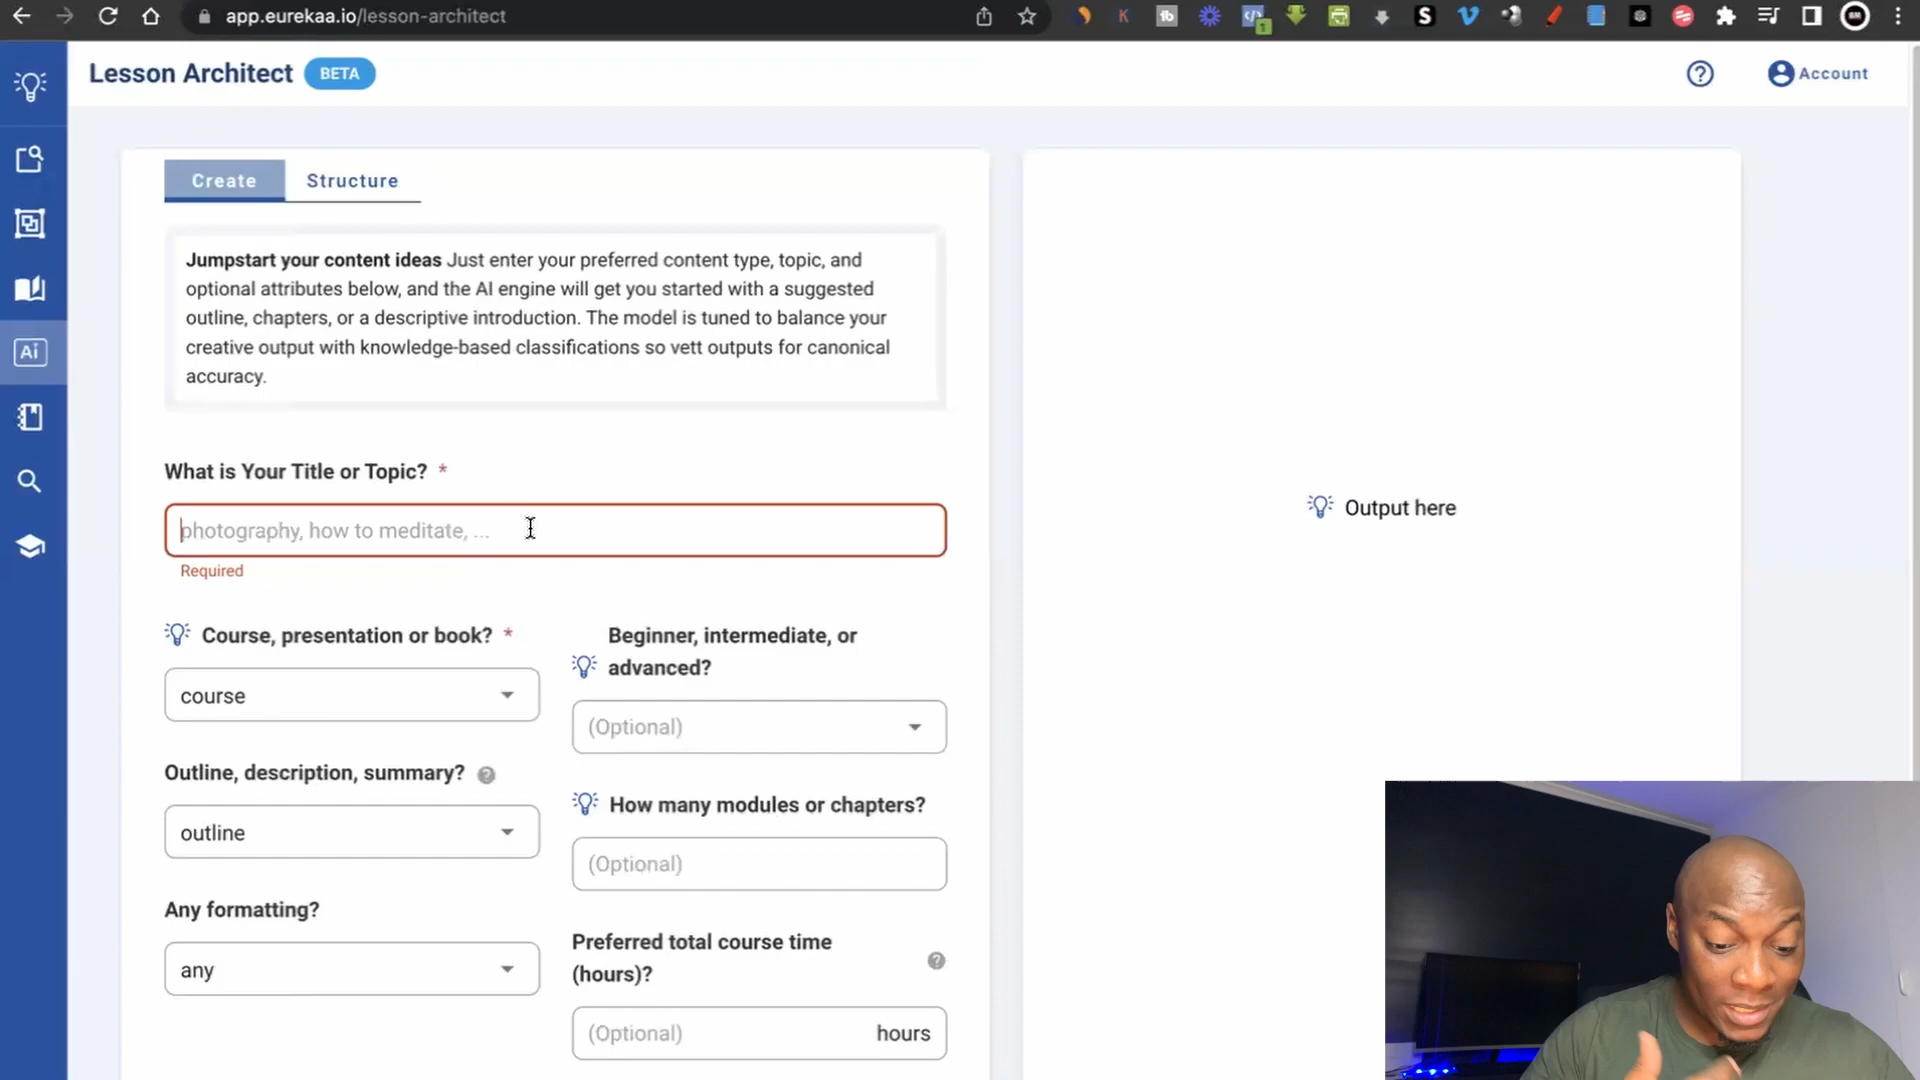 app.eurekaa.io/lesson-architect
Lesson Architect BETA
Account
Create Structure
Jumpstart your content ideas Just enter your preferred content type, topic, and
optional attributes below, and the AI engine will get you started with a suggested
outline, chapters, or a descriptive introduction. The model is tuned to balance your
creative output with knowledge-based classifications so vett outputs for canonical
accuracy.
Ai
What is Your Title or Topic? *
photography, how to meditate, ...
Required
Output here
Course, presentation or book? *
course
Beginner, intermediate, or
advanced?
(Optional)
Outline, description, summary?
outline
How many modules or chapters?
(Optional)
Any formatting?
any
Preferred total course time
(hours)?
(Optional) hours